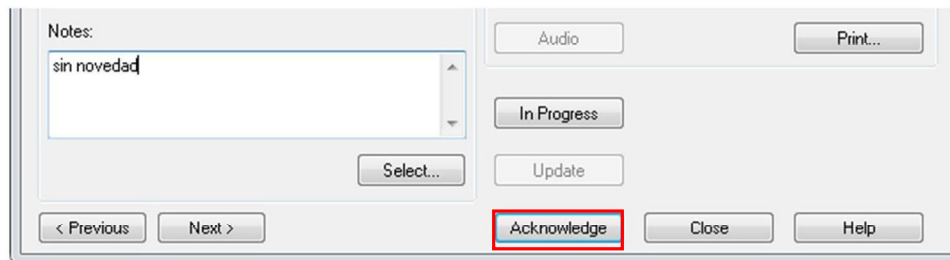 Notes:
sin novedad
Select...
Audio
Print...
In Progress
Update
< Previous
Next >
Acknowledge
Close
Help